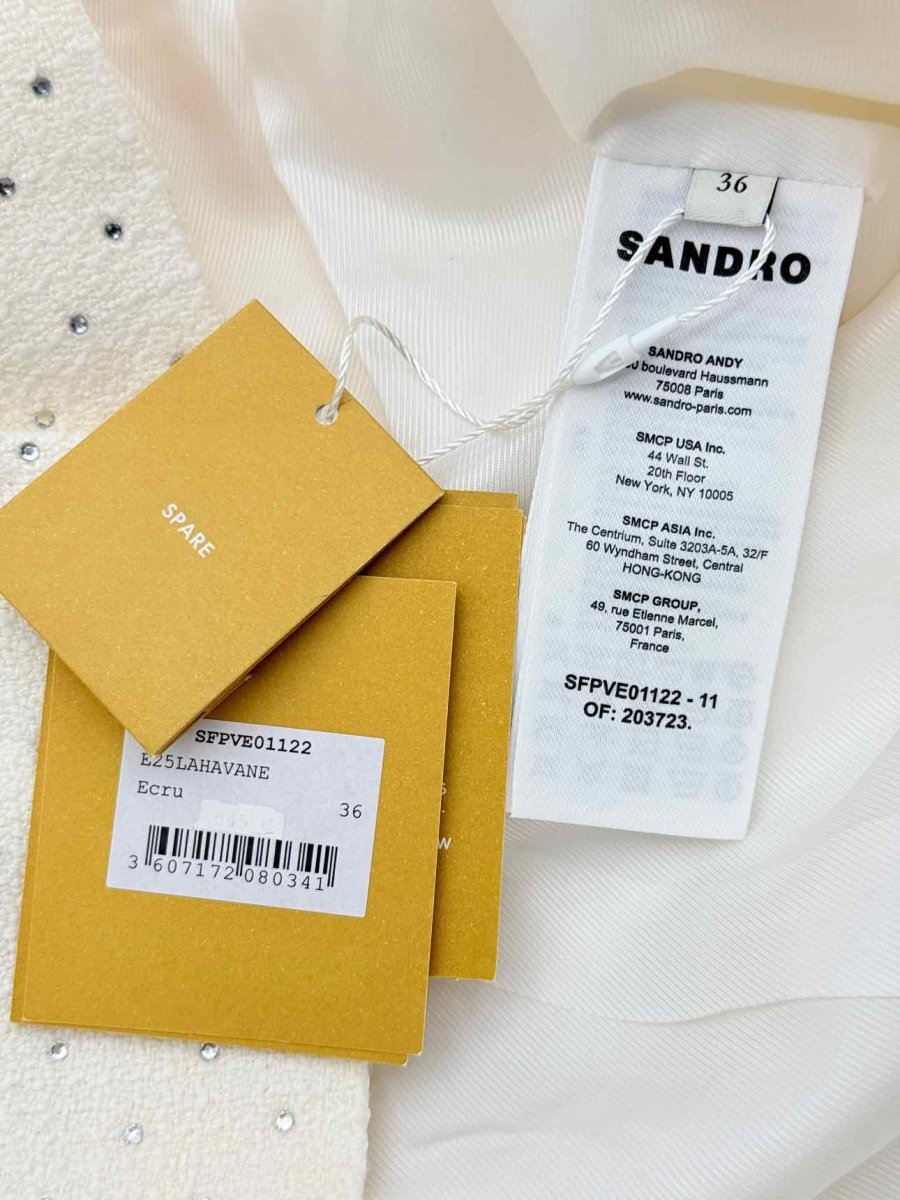 36
SANDRO
SANDRO ANDY
boulevard Haussmann
75008 Paris
www.sandro-paris.com
SMCP USA Inc.
44 Wall St.
20th Floor
New York, NY 10005
SMCP ASIA Inc.
The Centrium, Suite 3203A-5A, 32/F
60 Wyndham Street, Central
HONG-KONG
SMCP GROUP,
49, rue Etienne Marcel,
75001 Paris,
France
SFPVE01122 - 11
OF: 203723.
SPARE
SFPVE01122
E25LAHAVANE
Ecru
36
3 607172 080341
S
W